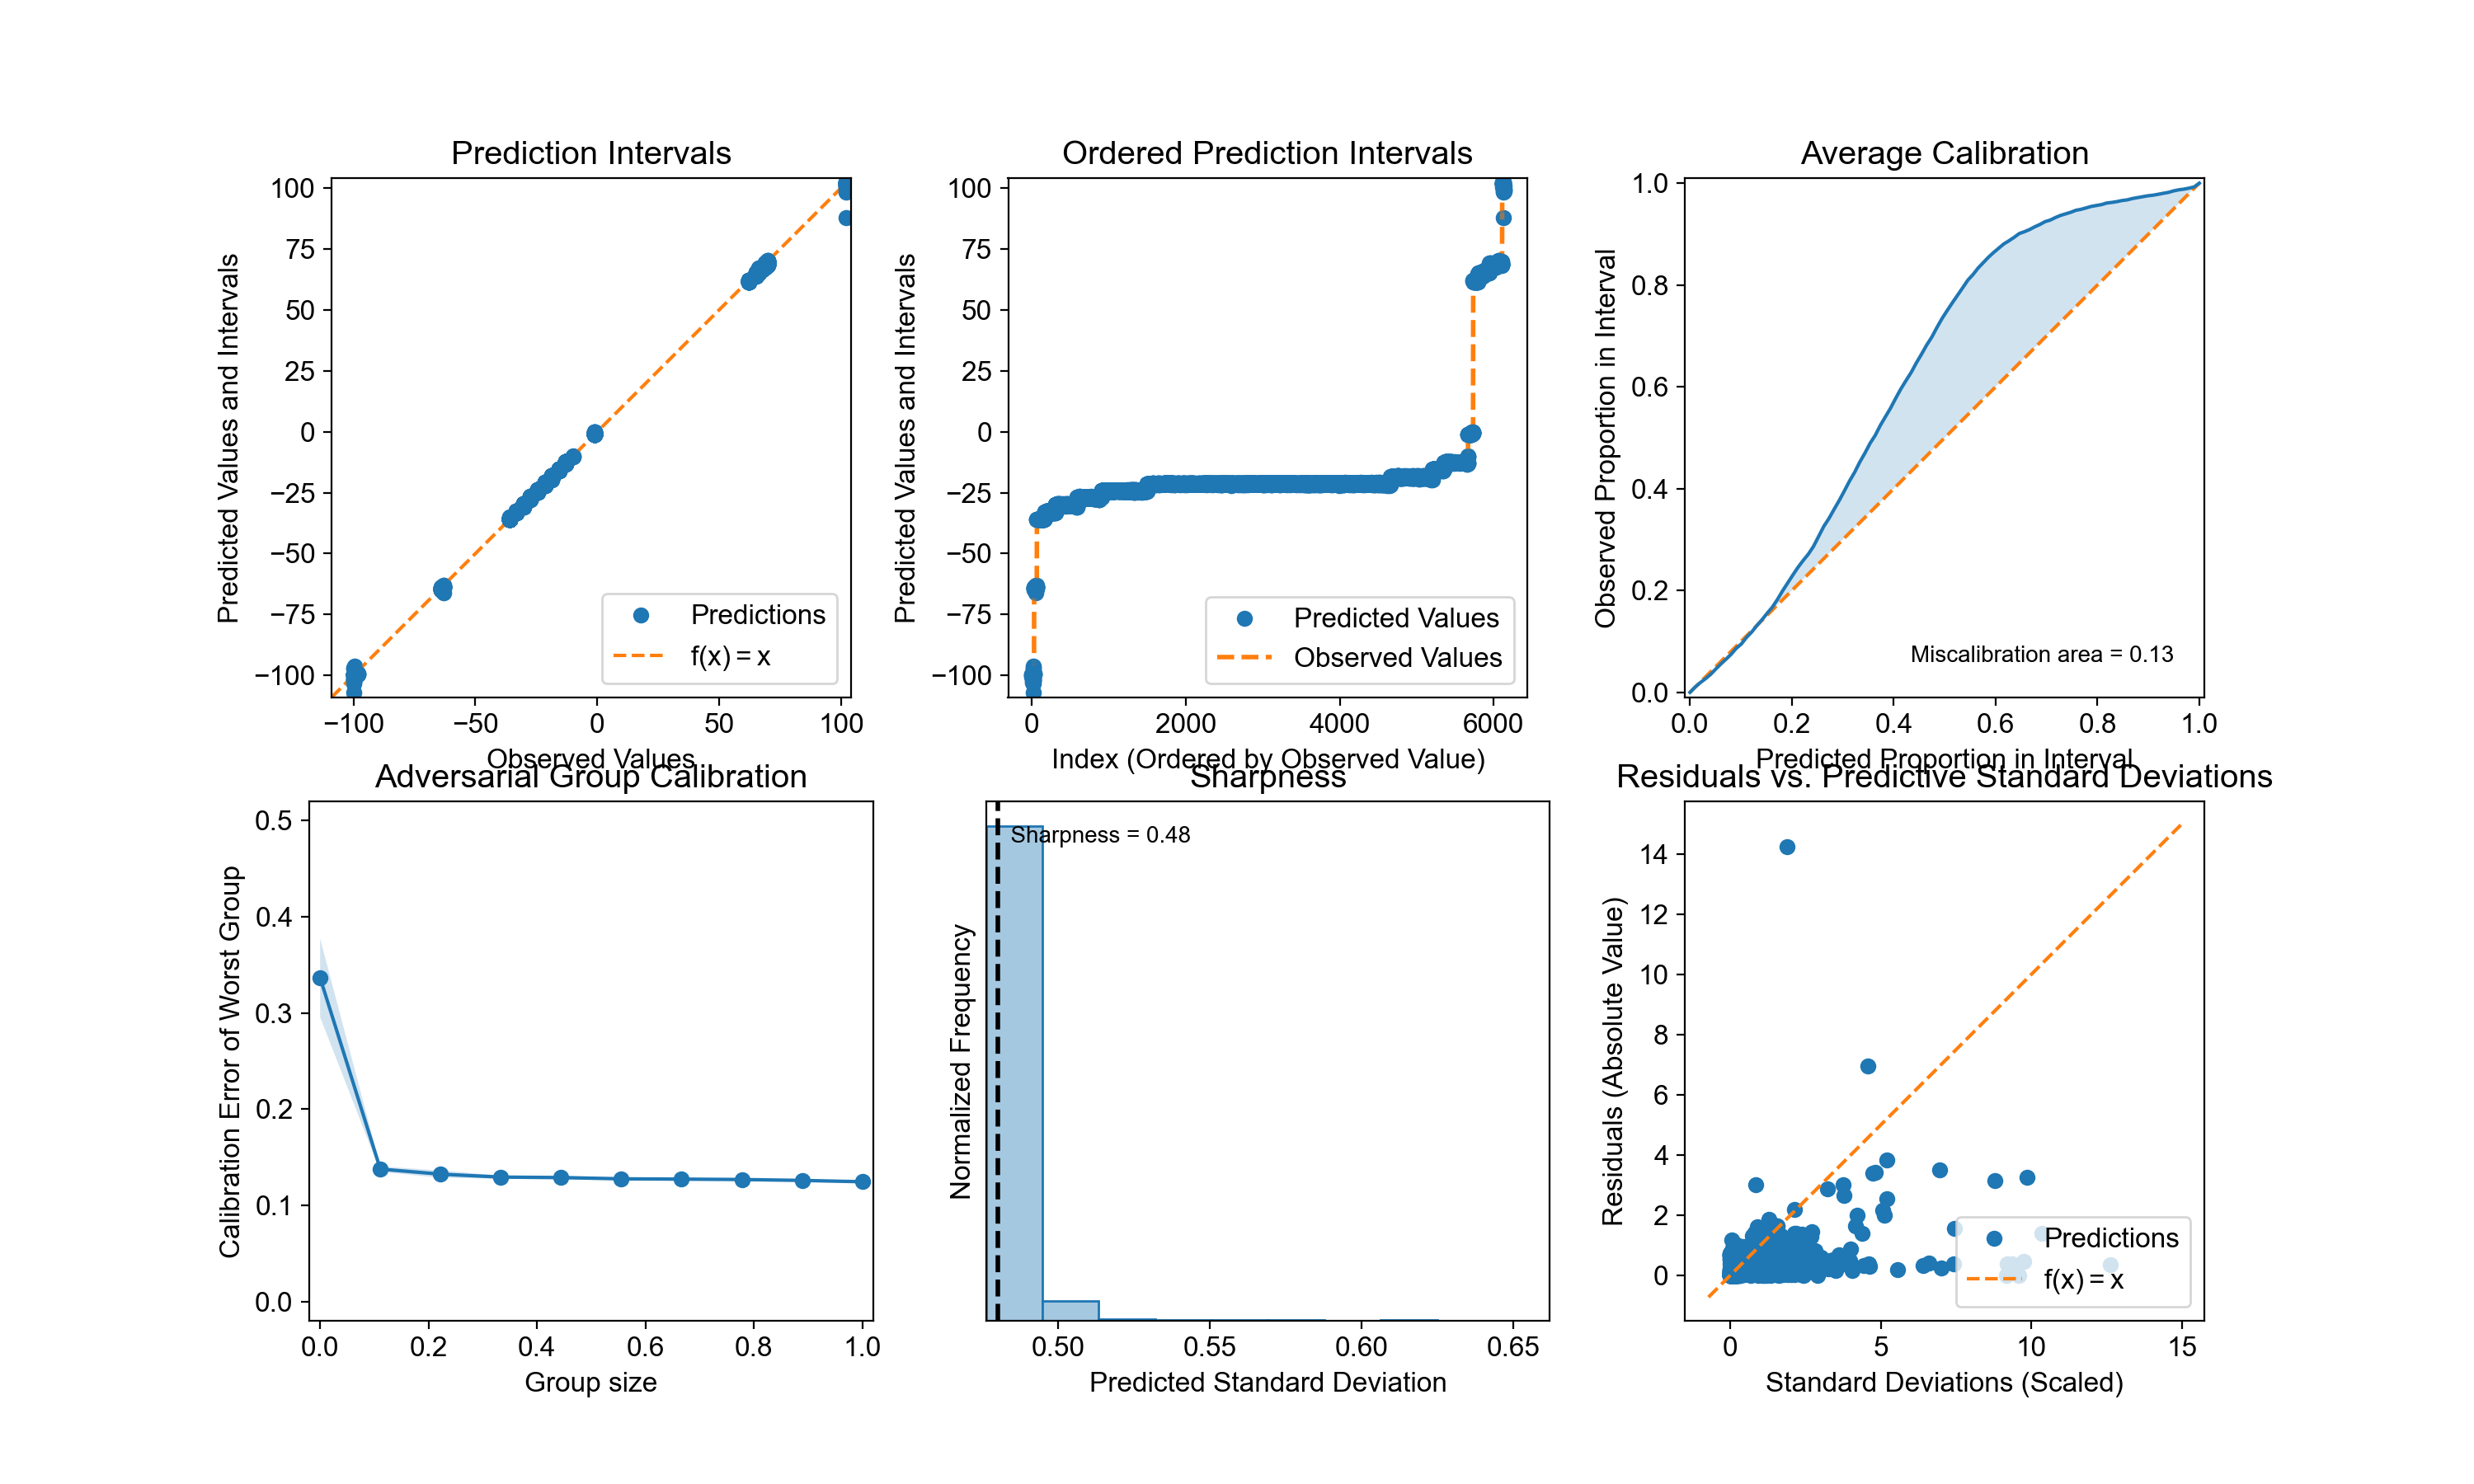 Prediction Intervals
Predicted Values and Intervals
100
75
50
25
0
−25
−50
−75
−100
−100
−50
0
50
100
Observed Values
Predictions
f(x) = x
Ordered Prediction Intervals
Predicted Values and Intervals
100
75
50
25
0
−25
−50
−75
−100
0
2000
4000
6000
Index (Ordered by Observed Value)
Predicted Values
Observed Values
Average Calibration
Observed Proportion in Interval
1.0
0.8
0.6
0.4
0.2
0.0
0.0
0.2
0.4
0.6
0.8
1.0
Predicted Proportion in Interval
Miscalibration area = 0.13
Adversarial Group Calibration
Calibration Error of Worst Group
0.5
0.4
0.3
0.2
0.1
0.0
0.0
0.2
0.4
0.6
0.8
1.0
Group size
Sharpness
Normalized Frequency
Sharpness = 0.48
0.50
0.55
0.60
0.65
Predicted Standard Deviation
Residuals vs. Predictive Standard Deviations
Residuals (Absolute Value)
14
12
10
8
6
4
2
0
0
5
10
15
Standard Deviations (Scaled)
Predictions
f(x) = x